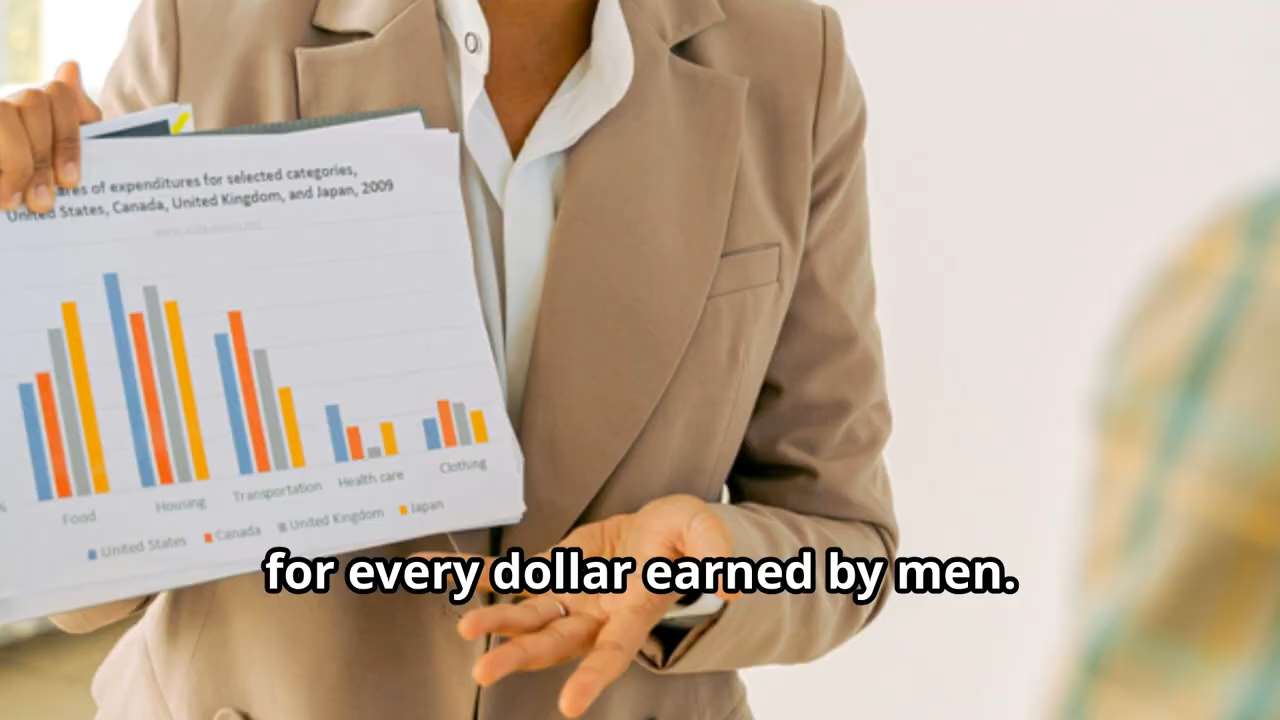 ares of expenditures for selected categories,
United States, Canada, United Kingdom, and Japan, 2009
%
Food
Housing
Transportation
Health care
Clothing
United States
Canada
United Kingdom
Japan
for every dollar earned by men.